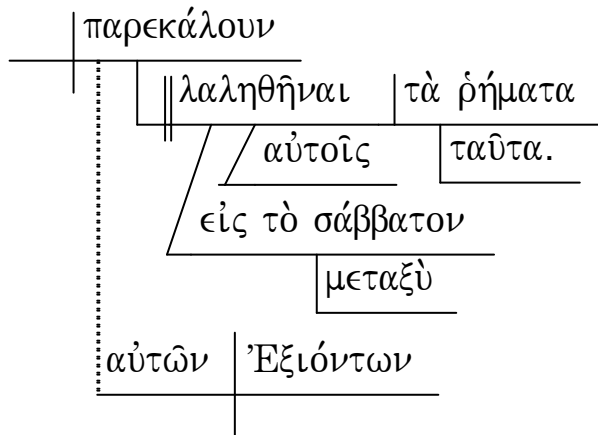 παρεκάλουν
λαληθῆναι τὰ ῥήματα
αὐτοῖς ταῦτα.
εἰς τὸ σάββατον
μεταξὺ
αὐτῶν Ἐξιόντων